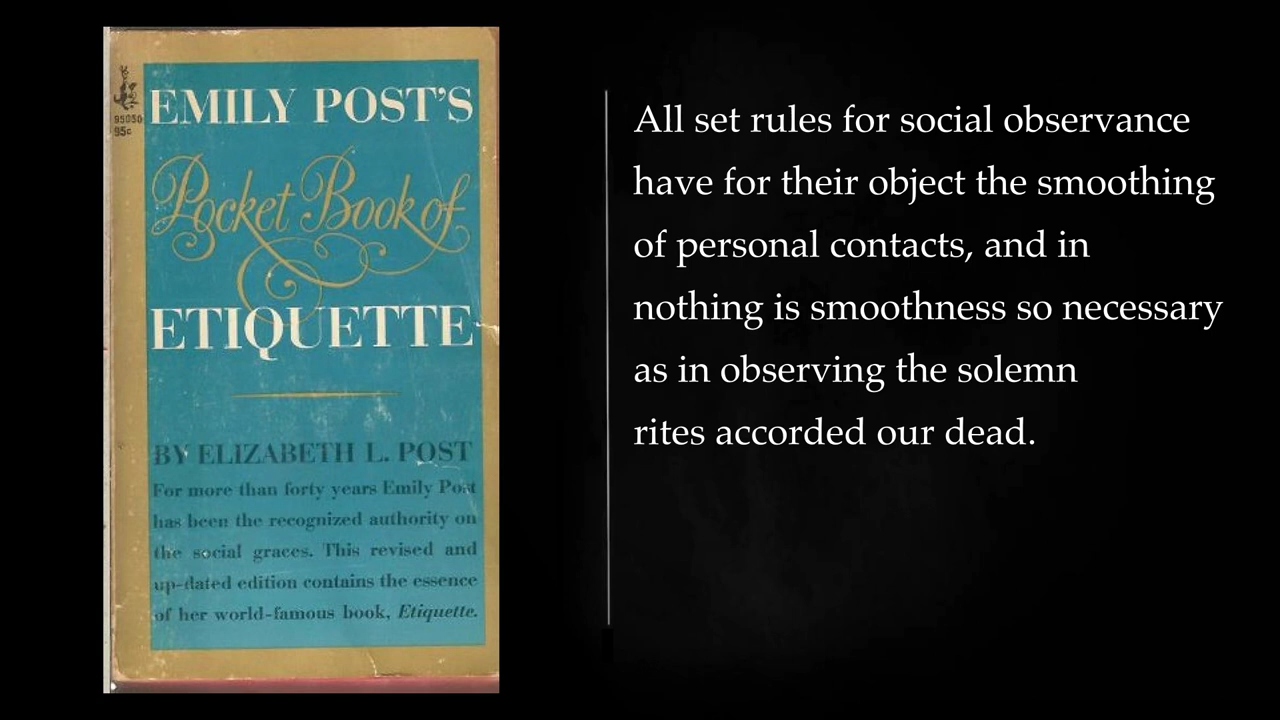 EMILY POST'S
95050
95c
Pocket Book of
ETIQUETTE
BY ELIZABETH L. POST
For more than forty years Emily Post
has been the recognized authority on
the social graces. This revised and
up-dated edition contains the essence
of her world-famous book, Etiquette.
All set rules for social observance
have for their object the smoothing
of personal contacts, and in
nothing is smoothness so necessary
as in observing the solemn
rites accorded our dead.